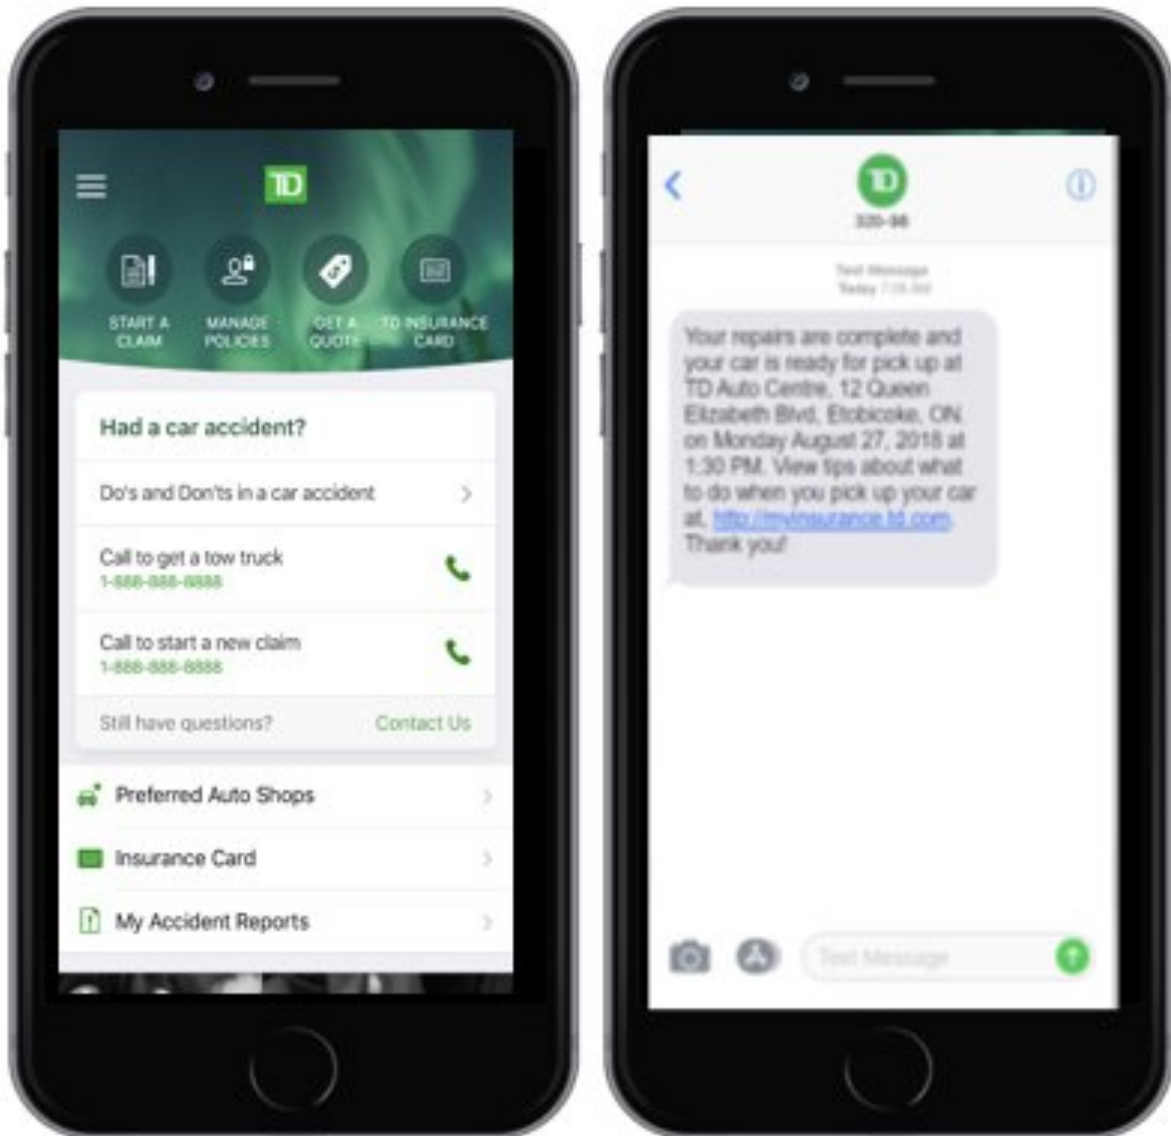 TD
START A
CLAIM
MANAGE
POLICIES
GET A
QUOTE
TD INSURANCE
CARD
Had a car accident?
Do's and Don'ts in a car accident
Call to get a tow truck
1-888-888-8888
Call to start a new claim
1-888-888-8888
Still have questions?
Contact Us
Preferred Auto Shops
Insurance Card
My Accident Reports
TD
Text Message
Today
Your repairs are complete and
your car is ready for pick up at
TD Auto Centre, 12 Queen
Elizabeth Blvd, Etobicoke, ON
on Monday August 27, 2018 at
1:30 PM. View tips about what
to do when you pick up your car
at, http://myinsurance.td.com.
Thank you!
Text Message